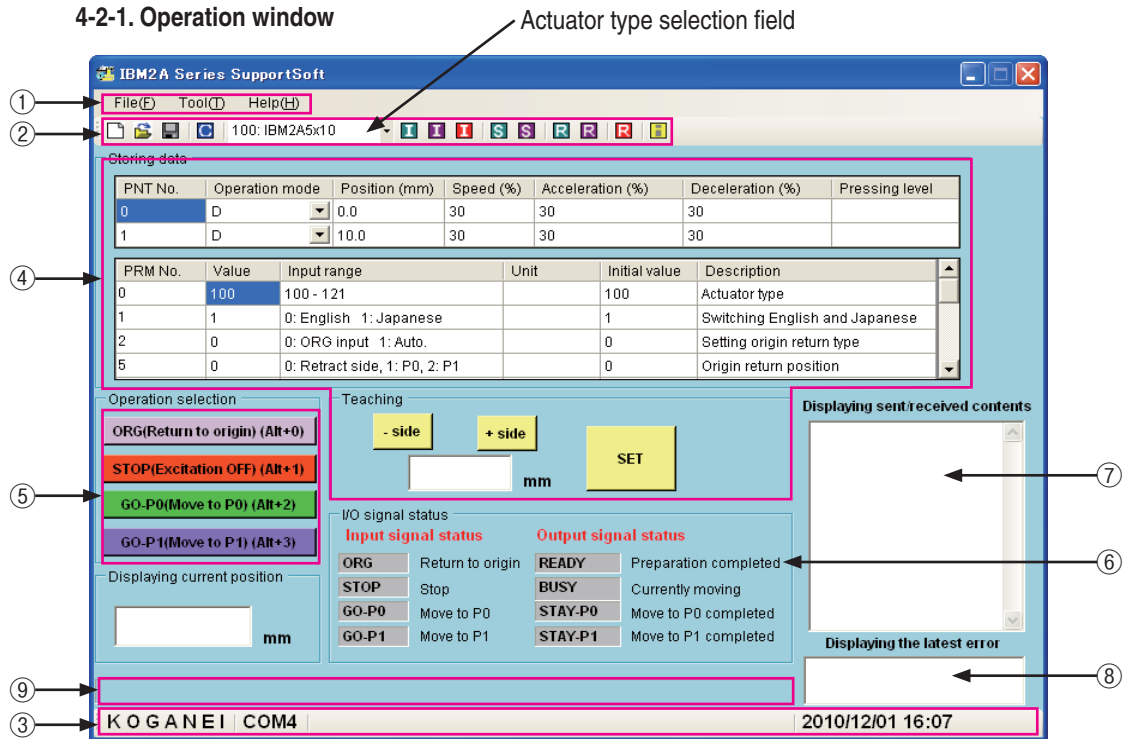 4-2-1. Operation window
Actuator type selection field
IBM2A Series SupportSoft
① File(F) Tool(T) Help(H)
② C 100: IBM2A5x10 I I I S S R R R
Storing data
PNT No. Operation mode Position (mm) Speed (%) Acceleration (%) Deceleration (%) Pressing level
0 D 0.0 30 30 30
1 D 10.0 30 30 30
④
PRM No. Value Input range Unit Initial value Description
0 100 100 - 121 100 Actuator type
1 1 0: English 1: Japanese 1 Switching English and Japanese
2 0 0: ORG input 1: Auto. 0 Setting origin return type
5 0 0: Retract side, 1: P0, 2: P1 0 Origin return position
Operation selection
ORG(Return to origin) (Alt+0)
STOP(Excitation OFF) (Alt+1)
⑤
GO-P0(Move to P0) (Alt+2)
GO-P1(Move to P1) (Alt+3)
Teaching
- side + side
SET
mm
Displaying sent/received contents
⑦
I/O signal status
Input signal status Output signal status
ORG Return to origin READY Preparation completed ⑥
STOP Stop BUSY Currently moving
GO-P0 Move to P0 STAY-P0 Move to P0 completed
GO-P1 Move to P1 STAY-P1 Move to P1 completed
Displaying current position
mm
Displaying the latest error
⑧
⑨
③ KOGANEI COM4 2010/12/01 16:07